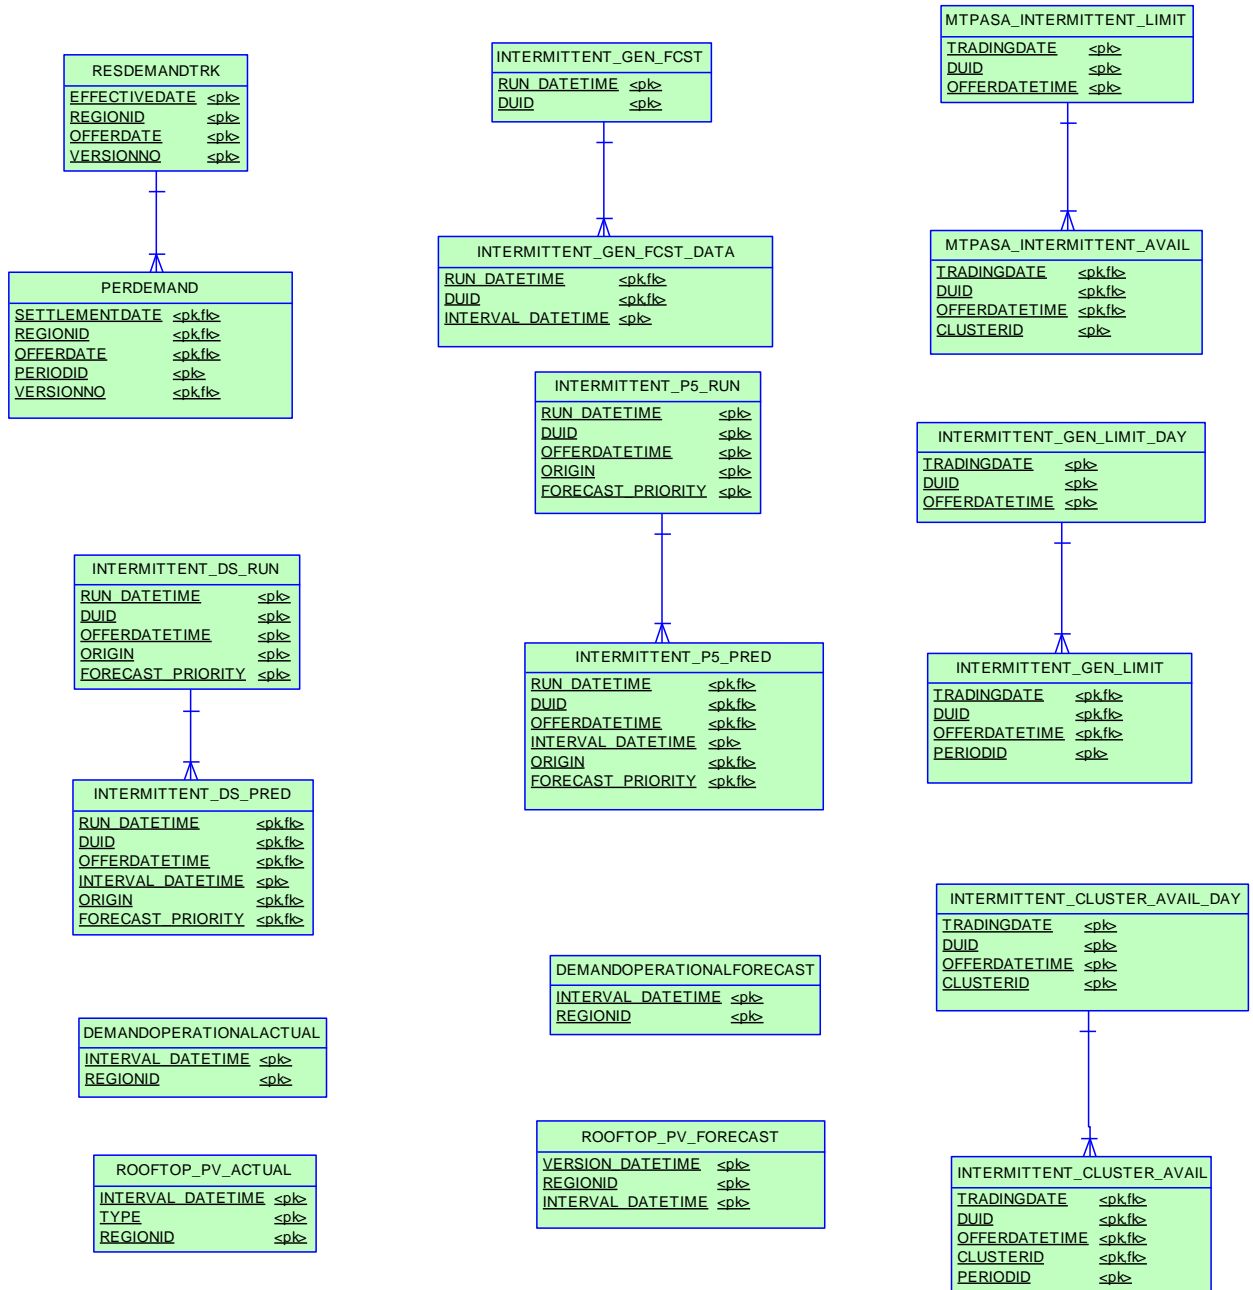 RESDEMANDTRK
EFFECTIVEDATE <pk>
REGIONID <pk>
OFFERDATE <pk>
VERSIONNO <pk>
PERDEMAND
SETTLEMENTDATE <pk,fk>
REGIONID <pk,fk>
OFFERDATE <pk,fk>
PERIODID <pk>
VERSIONNO <pk,fk>
INTERMITTENT_DS_RUN
RUN_DATETIME <pk>
DUID <pk>
OFFERDATETIME <pk>
ORIGIN <pk>
FORECAST_PRIORITY <pk>
INTERMITTENT_DS_PRED
RUN_DATETIME <pk,fk>
DUID <pk,fk>
OFFERDATETIME <pk,fk>
INTERVAL_DATETIME <pk>
ORIGIN <pk,fk>
FORECAST_PRIORITY <pk,fk>
DEMANDOPERATIONALACTUAL
INTERVAL_DATETIME <pk>
REGIONID <pk>
ROOFTOP_PV_ACTUAL
INTERVAL_DATETIME <pk>
TYPE <pk>
REGIONID <pk>
INTERMITTENT_GEN_FCST
RUN_DATETIME <pk>
DUID <pk>
INTERMITTENT_GEN_FCST_DATA
RUN_DATETIME <pk,fk>
DUID <pk,fk>
INTERVAL_DATETIME <pk>
INTERMITTENT_P5_RUN
RUN_DATETIME <pk>
DUID <pk>
OFFERDATETIME <pk>
ORIGIN <pk>
FORECAST_PRIORITY <pk>
INTERMITTENT_P5_PRED
RUN_DATETIME <pk,fk>
DUID <pk,fk>
OFFERDATETIME <pk,fk>
INTERVAL_DATETIME <pk>
ORIGIN <pk,fk>
FORECAST_PRIORITY <pk,fk>
DEMANDOPERATIONALFORECAST
INTERVAL_DATETIME <pk>
REGIONID <pk>
ROOFTOP_PV_FORECAST
VERSION_DATETIME <pk>
REGIONID <pk>
INTERVAL_DATETIME <pk>
MTPASA_INTERMITTENT_LIMIT
TRADINGDATE <pk>
DUID <pk>
OFFERDATETIME <pk>
MTPASA_INTERMITTENT_AVAIL
TRADINGDATE <pk,fk>
DUID <pk,fk>
OFFERDATETIME <pk,fk>
CLUSTERID <pk>
INTERMITTENT_GEN_LIMIT_DAY
TRADINGDATE <pk>
DUID <pk>
OFFERDATETIME <pk>
INTERMITTENT_GEN_LIMIT
TRADINGDATE <pk,fk>
DUID <pk,fk>
OFFERDATETIME <pk,fk>
PERIODID <pk>
INTERMITTENT_CLUSTER_AVAIL_DAY
TRADINGDATE <pk>
DUID <pk>
OFFERDATETIME <pk>
CLUSTERID <pk>
INTERMITTENT_CLUSTER_AVAIL
TRADINGDATE <pk,fk>
DUID <pk,fk>
OFFERDATETIME <pk,fk>
CLUSTERID <pk,fk>
PERIODID <pk>